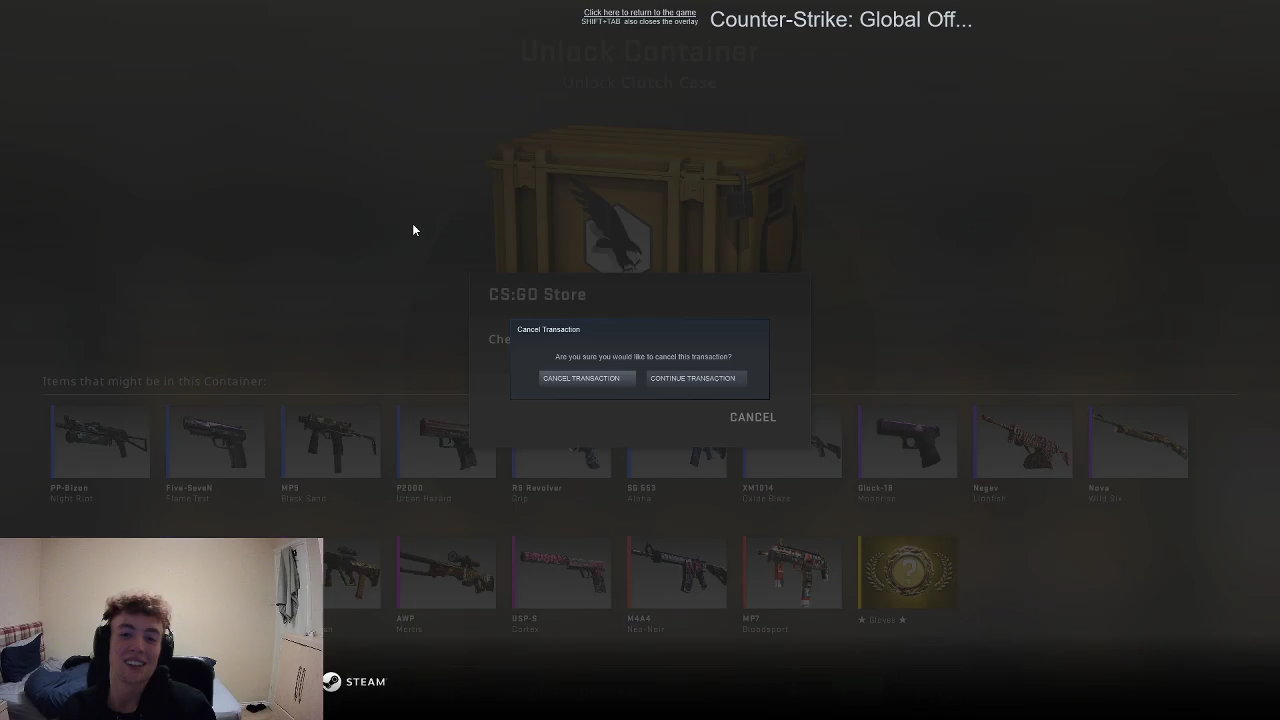 Click here to return to the game
SHIFT+TAB also closes the overlay
Counter-Strike: Global Off...
Unlock Container
Unlock Clutch Case
CS:GO Store
Che
Cancel Transaction
Are you sure you would like to cancel this transaction?
CANCEL TRANSACTION
CONTINUE TRANSACTION
CANCEL
Items that might be in this Container:
PP-Bizon
Night Riot
Five-SeveN
Flame Test
MP9
Black Sand
P2000
Urban Hazard
R8 Revolver
Grip
SG 553
Aloha
XM1014
Oxide Blaze
Glock-18
Moonrise
Negev
Lionfish
Nova
Wild Six
AWP
Mortis
USP-S
Cortex
M4A4
Neo-Noir
MP7
Bloodsport
★ Gloves ★
STEAM